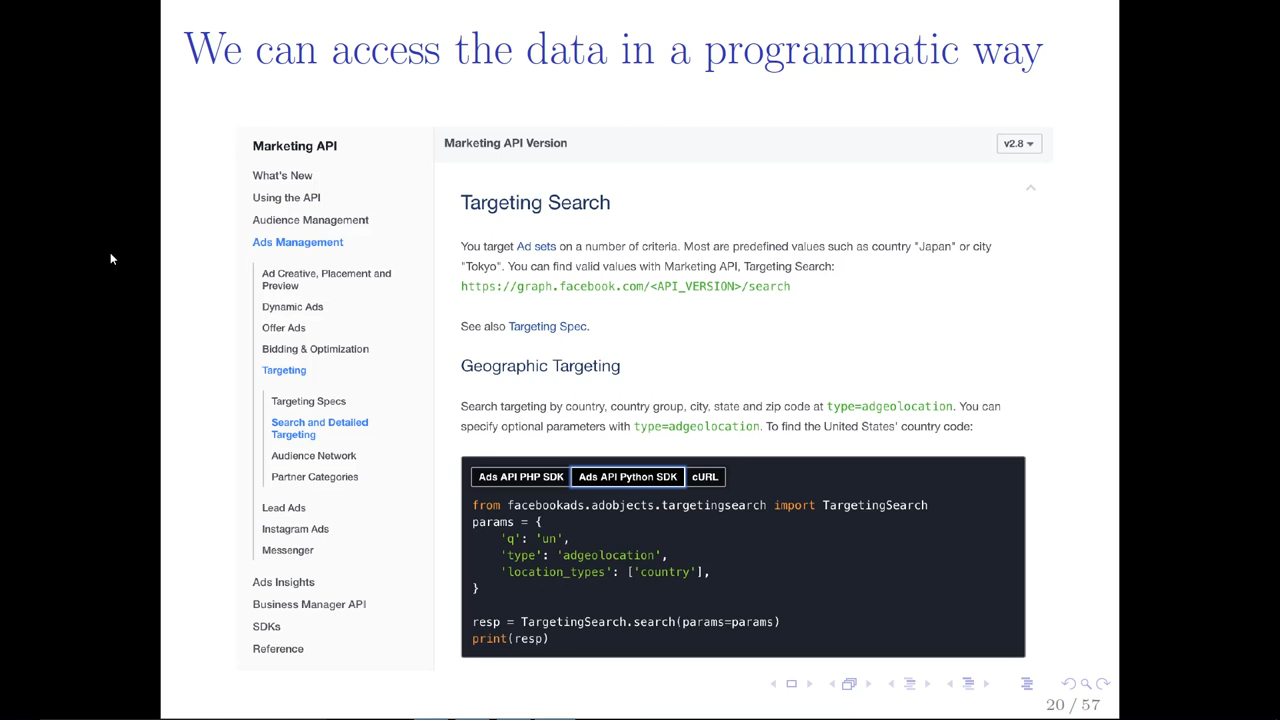 We can access the data in a programmatic way
Marketing API
What's New
Using the API
Audience Management
Ads Management
Ad Creative, Placement and
Preview
Dynamic Ads
Offer Ads
Bidding & Optimization
Targeting
Targeting Specs
Search and Detailed
Targeting
Audience Network
Partner Categories
Lead Ads
Instagram Ads
Messenger
Ads Insights
Business Manager API
SDKs
Reference
Marketing API Version
v2.8
Targeting Search
You target Ad sets on a number of criteria. Most are predefined values such as country "Japan" or city
"Tokyo". You can find valid values with Marketing API, Targeting Search:
https://graph.facebook.com/<API_VERSION>/search
See also Targeting Spec.
Geographic Targeting
Search targeting by country, country group, city, state and zip code at type=adgeolocation. You can
specify optional parameters with type=adgeolocation. To find the United States' country code:
Ads API PHP SDK Ads API Python SDK cURL
from facebookads.adobjects.targetingsearch import TargetingSearch
params = {
'q': 'un',
'type': 'adgeolocation',
'location_types': ['country'],
}
resp = TargetingSearch.search(params=params)
print(resp)
20 / 57